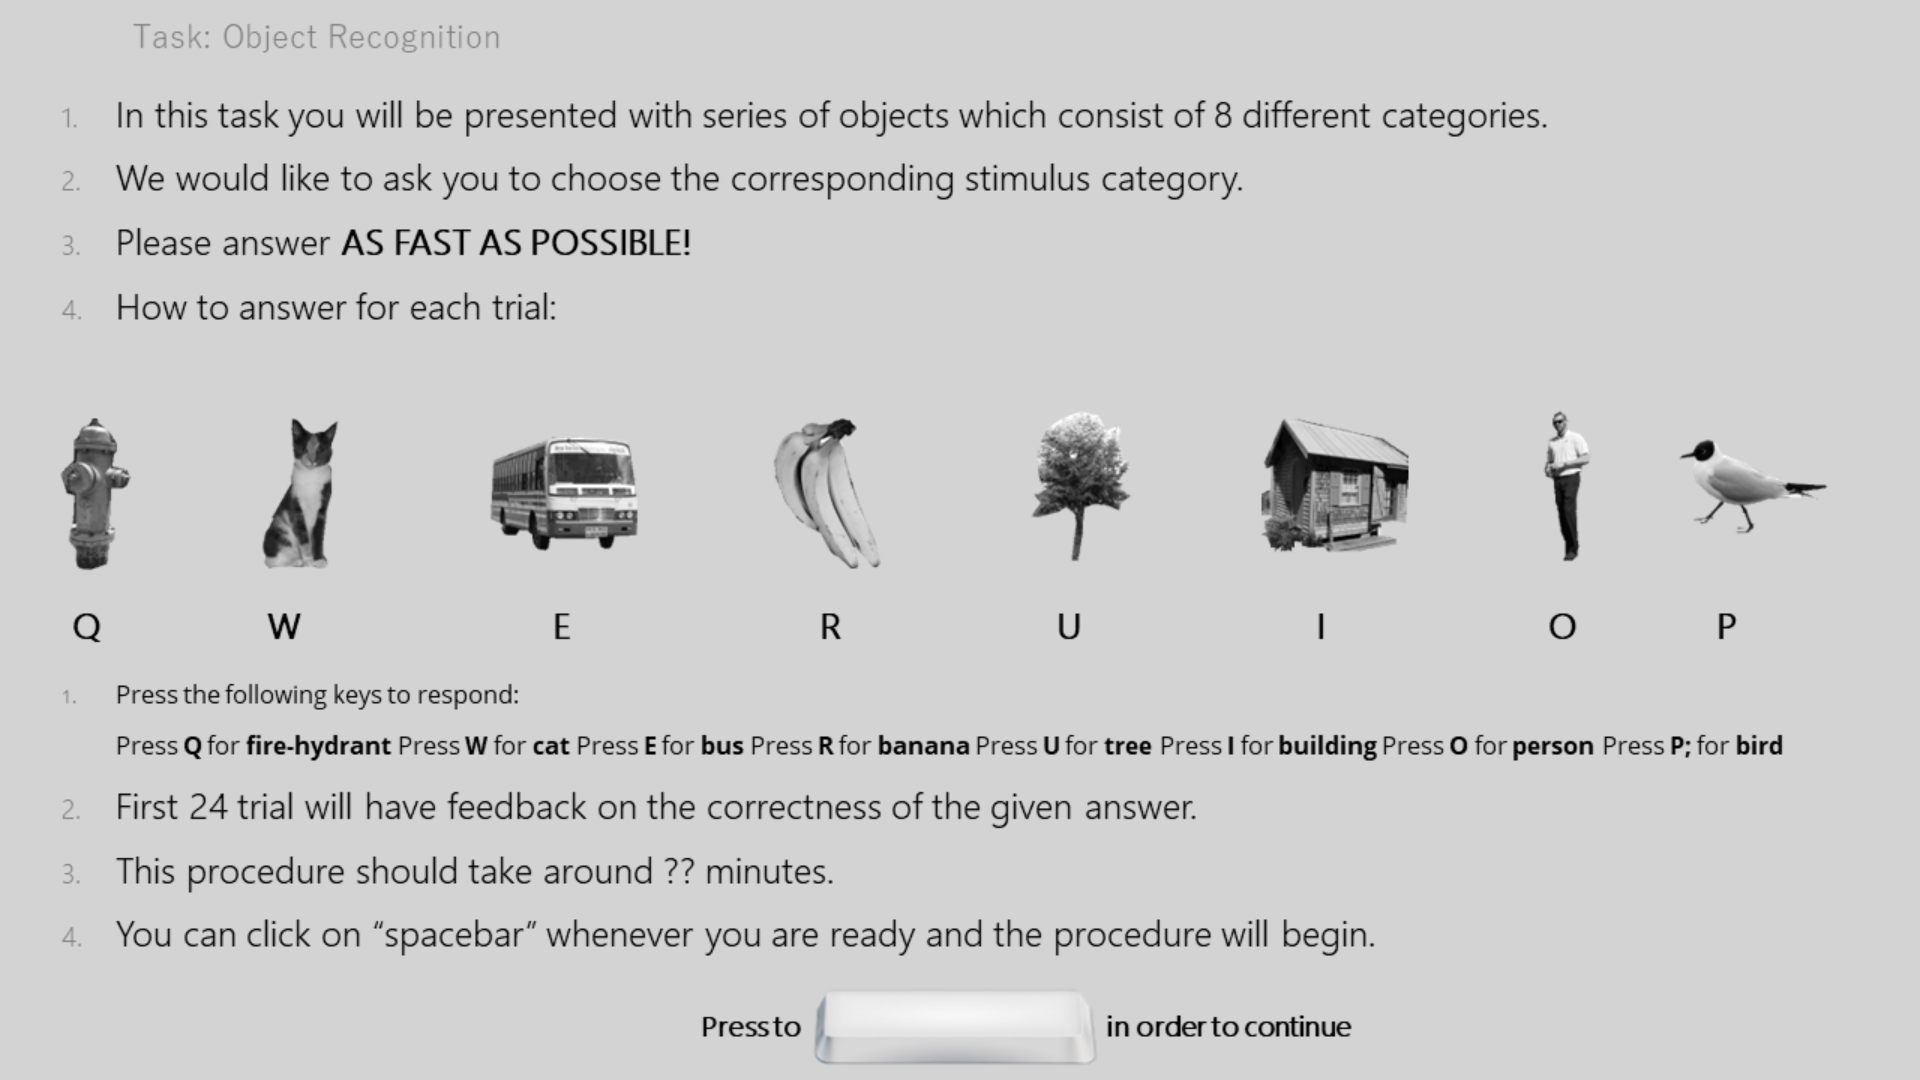 Task: Object Recognition
1. In this task you will be presented with series of objects which consist of 8 different categories.
2. We would like to ask you to choose the corresponding stimulus category.
3. Please answer AS FAST AS POSSIBLE!
4. How to answer for each trial:
Q W E R U I O P
1. Press the following keys to respond:
Press Q for fire-hydrant Press W for cat Press E for bus Press R for banana Press U for tree Press I for building Press O for person Press P; for bird
2. First 24 trial will have feedback on the correctness of the given answer.
3. This procedure should take around ?? minutes.
4. You can click on “spacebar” whenever you are ready and the procedure will begin.
Press to in order to continue